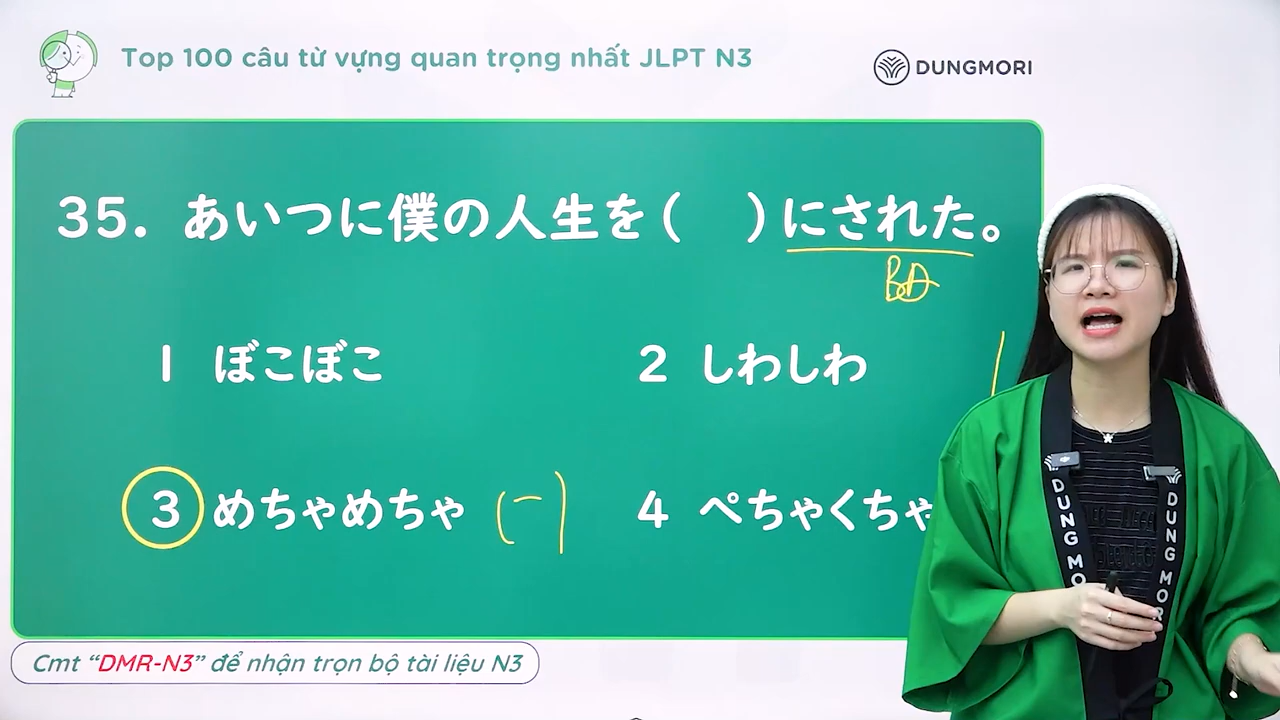 Top 100 câu từ vựng quan trọng nhất JLPT N3
DUNGMORI
35. あいつに僕の人生を (　) にされた。
BĐ
1 ぼこぼこ
2 しわしわ
3 めちゃめちゃ (-)
4 ぺちゃくちゃ
Cmt “DMR-N3” để nhận trọn bộ tài liệu N3
DUNG MO
DUNG MOR